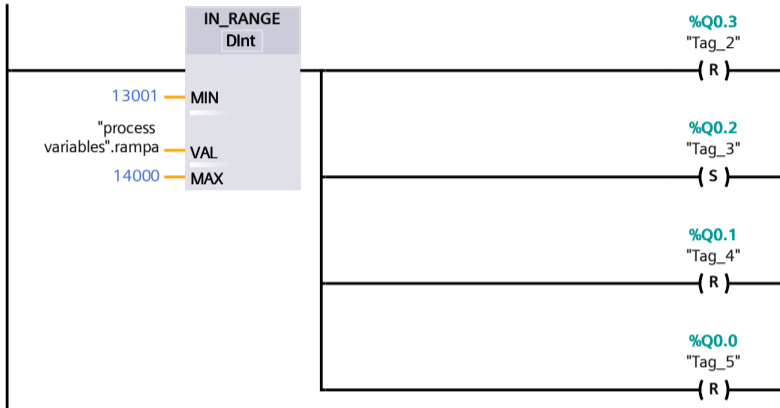 IN_RANGE
DInt
13001
MIN
"process
variables".rampa
VAL
14000
MAX
%Q0.3
"Tag_2"
( R )
%Q0.2
"Tag_3"
( S )
%Q0.1
"Tag_4"
( R )
%Q0.0
"Tag_5"
( R )